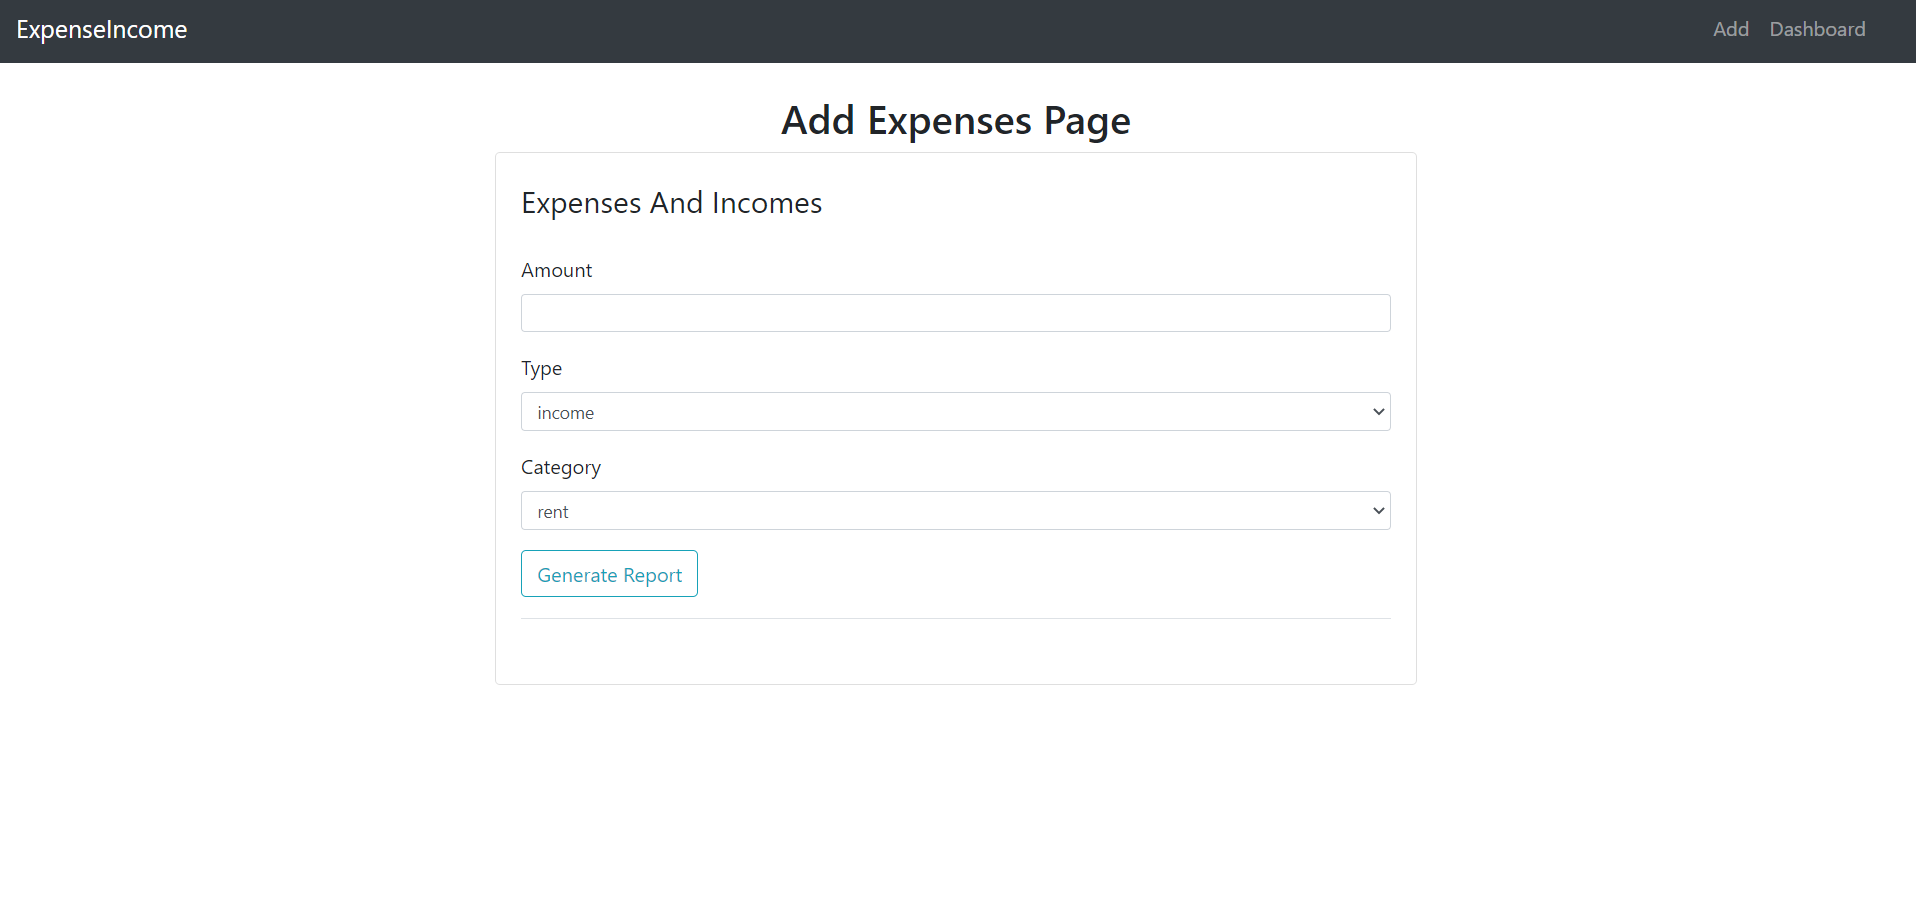 ExpenseIncome
Add Dashboard
Add Expenses Page
Expenses And Incomes
Amount
Type
income
Category
rent
Generate Report